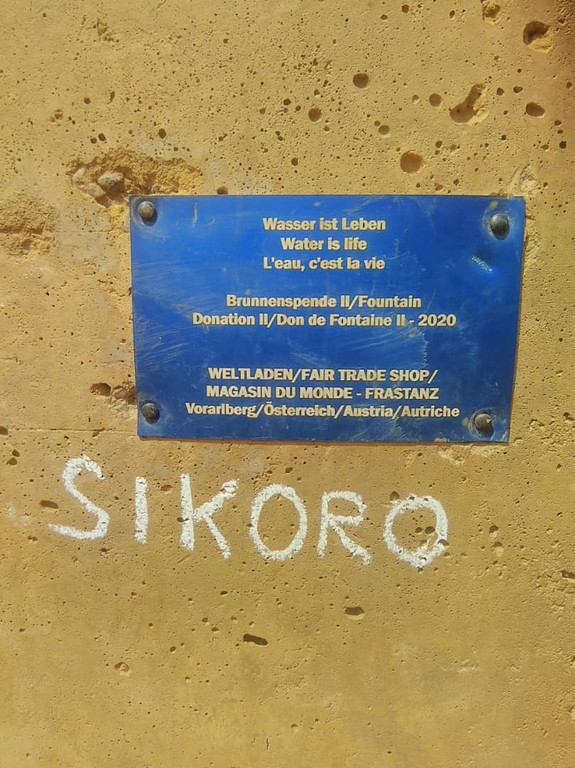 Wasser ist Leben
Water is life
L'eau, c'est la vie
Brunnenspende II/Fountain
Donation II/Don de Fontaine II - 2020
WELTLADEN/FAIR TRADE SHOP/
MAGASIN DU MONDE - FRASTANZ
Vorarlberg/Österreich/Austria/Autriche
SIKORO